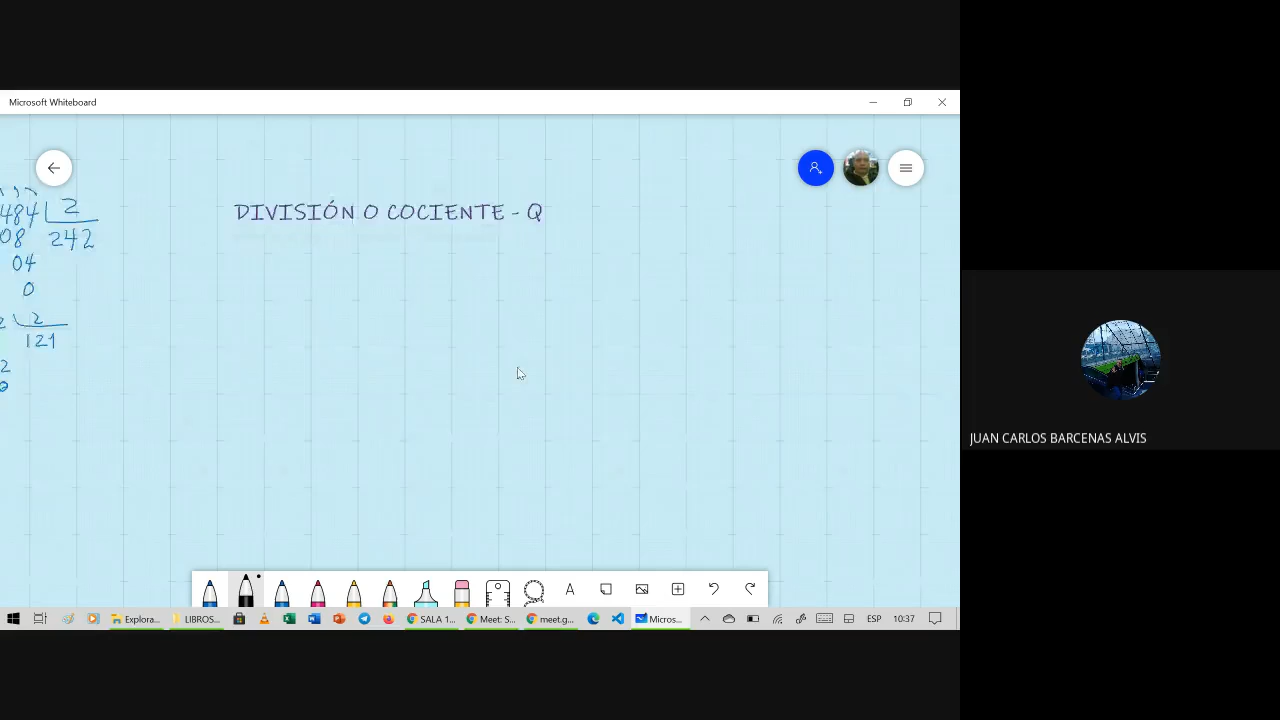 Microsoft Whiteboard
DIVISIÓN O COCIENTE - Q
484 2
08 242
04
0
2 2
121
2
0
JUAN CARLOS BARCENAS ALVIS
A
Explora...
LIBROS...
SALA 1...
Meet: S...
meet.g...
Micros...
ESP
10:37